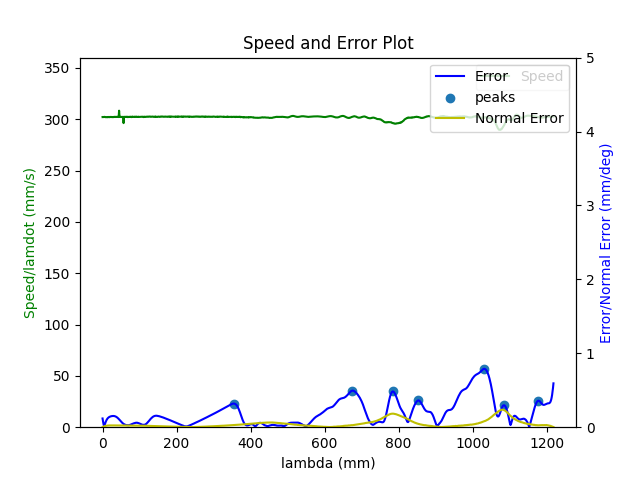 Speed and Error Plot
350
300
250
200
150
100
50
0
Speed/lamdot (mm/s)
0
200
400
600
800
1000
1200
lambda (mm)
5
4
3
2
1
0
Error/Normal Error (mm/deg)
Speed
Error
peaks
Normal Error